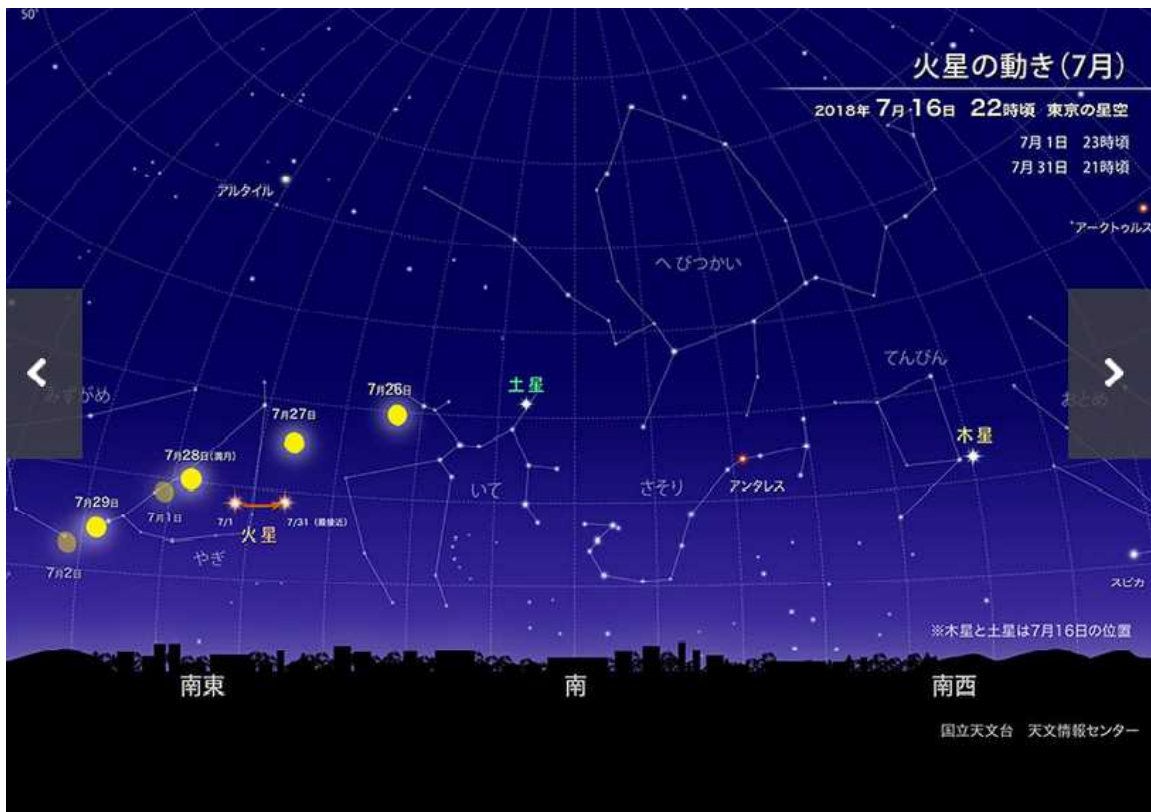 50°
火星の動き(7月)
2018年 7月 16日 22時頃 東京の星空
7月 1日 23時頃
7月 31日 21時頃
アルタイル
アークトゥルス
へびつかい
てんびん
みずがめ
おとめ
7月26日
土星
7月27日
木星
7月28日(満月)
いて
さそり
アンタレス
7月29日
7月1日
7/1
7/31(最接近)
火星
やぎ
7月2日
スピカ
※木星と土星は7月16日の位置
南東
南
南西
国立天文台 天文情報センター